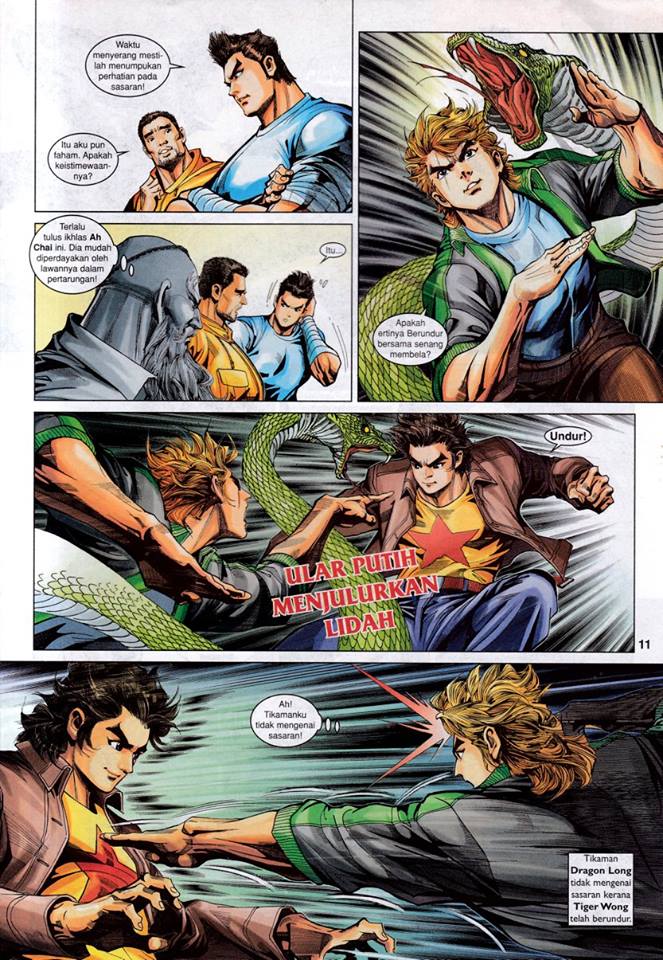 Waktu
menyerang mesti-
lah menumpukan
perhatian pada
sasaran!
Itu aku pun
faham. Apakah
keistimewaan-
nya?
Apakah
ertinya Berundur
bersama senang
membela?
Terlalu
tulus ikhlas Ah
Chai ini. Dia mudah
diperdayakan oleh
lawannya dalam
pertarungan!
Itu...
Undur!
ULAR PUTIH
MENJULURKAN
LIDAH
11
Ah!
Tikamanku
tidak mengenai
sasaran!
Tikaman
Dragon Long
tidak mengenai
sasaran kerana
Tiger Wong
telah berundur.